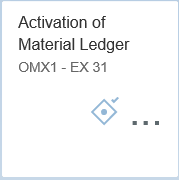 Activation of
Material Ledger
OMX1 - EX 31
...